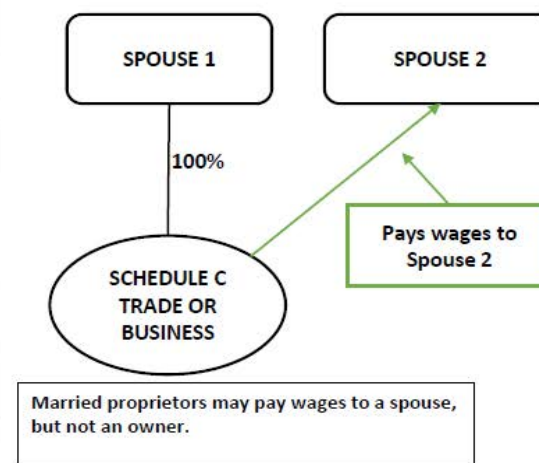 SPOUSE 1
SPOUSE 2
100%
Pays wages to
Spouse 2
SCHEDULE C
TRADE OR
BUSINESS
Married proprietors may pay wages to a spouse,
but not an owner.